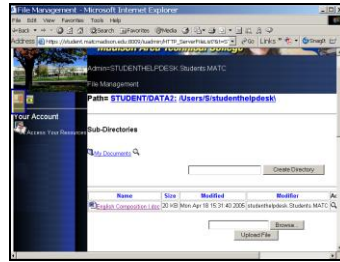 File Management - Microsoft Internet Explorer
File Edit View Favorites Tools Help
Back Search Favorites Media
Address Go Links SnagIt
Madison Area Technical College
Admin=STUDENTHELPDESK.Students.MATC
File Management
Path= STUDENT/DATA2: /Users/S/studenthelpdesk\
Your Account
Access Your Resources
Sub-Directories
My Documents
Create Directory
Name Size Modified Modifier
English Composition I.doc 20 KB Mon Apr 18 15:31:40 2005 studenthelpdesk.Students.MATC
Browse...
Upload File